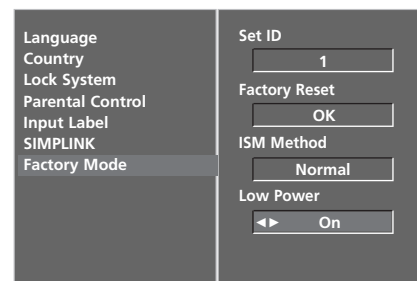 Language
Country
Lock System
Parental Control
Input Label
SIMPLINK
Factory Mode
Set ID
1
Factory Reset
OK
ISM Method
Normal
Low Power
◄► On